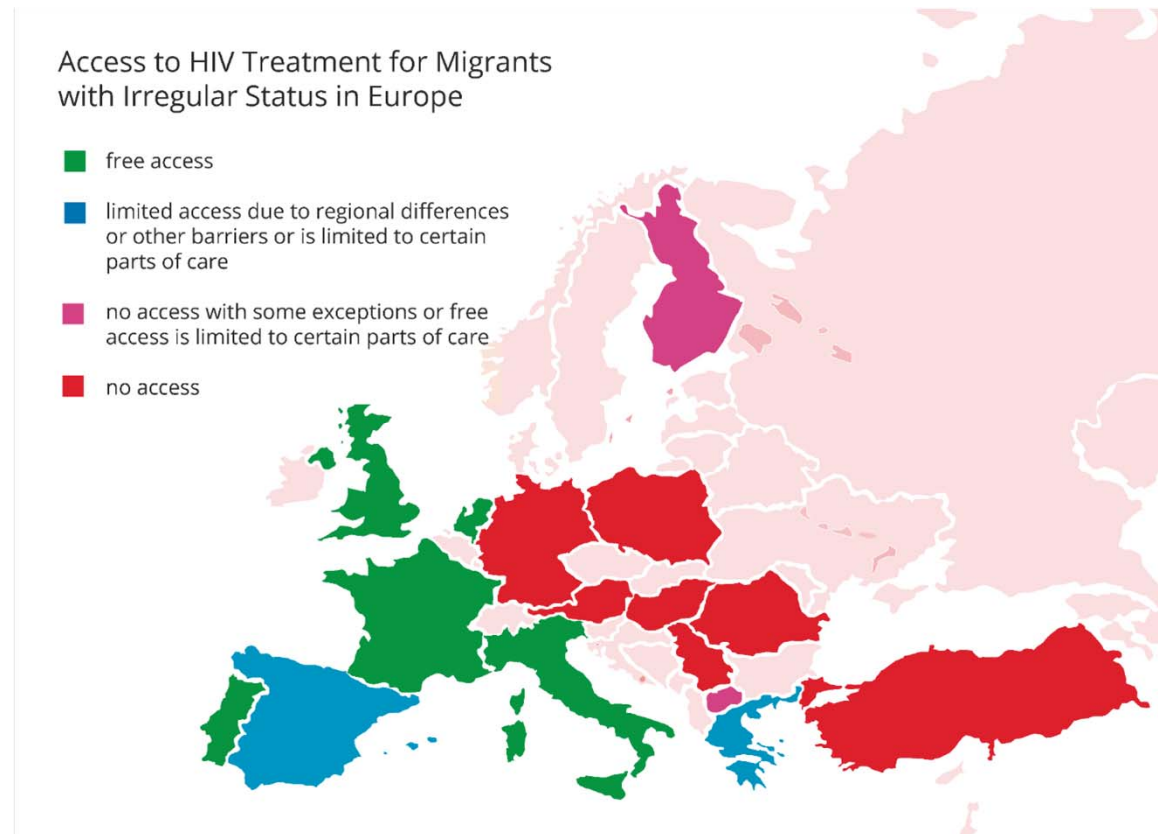 Access to HIV Treatment for Migrants
with Irregular Status in Europe
free access
limited access due to regional differences
or other barriers or is limited to certain
parts of care
no access with some exceptions or free
access is limited to certain parts of care
no access